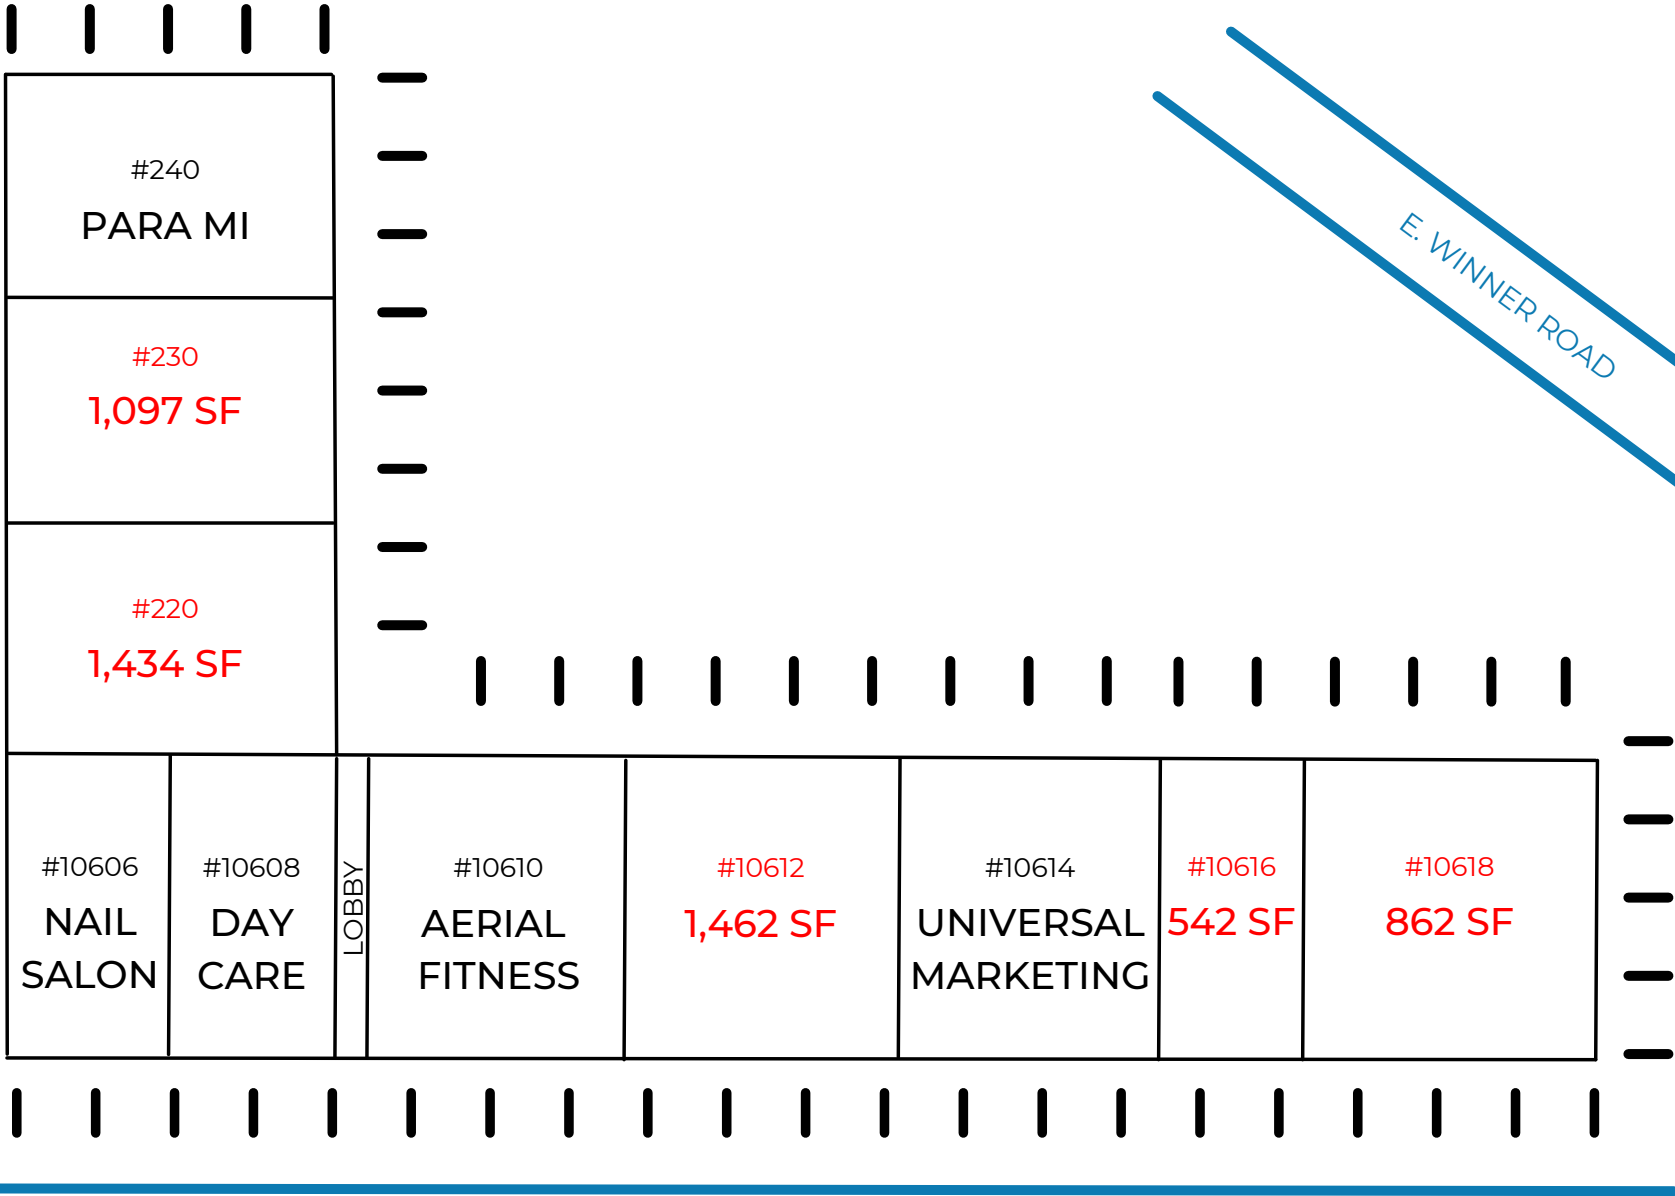 #240
PARA MI
#230
1,097 SF
#220
1,434 SF
E. WINNER ROAD
#10606
NAIL
SALON
#10608
DAY
CARE
LOBBY
#10610
AERIAL
FITNESS
#10612
1,462 SF
#10614
UNIVERSAL
MARKETING
#10616
542 SF
#10618
862 SF